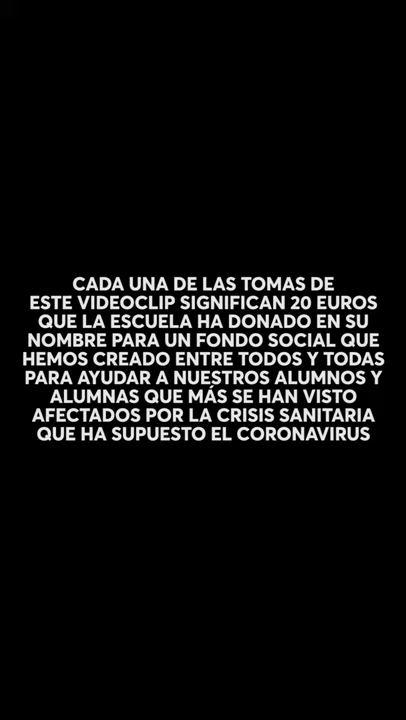 CADA UNA DE LAS TOMAS DE
ESTE VIDEOCLIP SIGNIFICAN 20 EUROS
QUE LA ESCUELA HA DONADO EN SU
NOMBRE PARA UN FONDO SOCIAL QUE
HEMOS CREADO ENTRE TODOS Y TODAS
PARA AYUDAR A NUESTROS ALUMNOS Y
ALUMNAS QUE MÁS SE HAN VISTO
AFECTADOS POR LA CRISIS SANITARIA
QUE HA SUPUESTO EL CORONAVIRUS